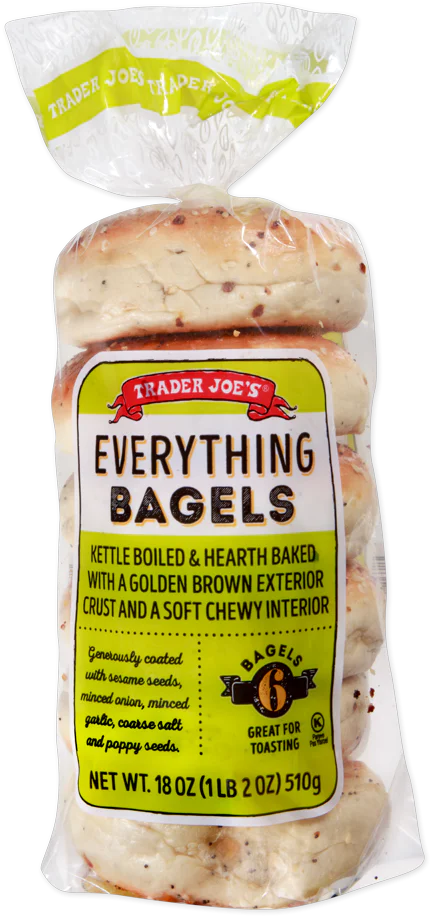 TRADER JOE'S TRADER JO
TRADER JOE'S®
EVERYTHING
BAGELS
KETTLE BOILED & HEARTH BAKED
WITH A GOLDEN BROWN EXTERIOR
CRUST AND A SOFT CHEWY INTERIOR
Generously coated
with sesame seeds,
minced onion, minced
garlic, coarse salt
and poppy seeds.
BAGELS
6
GREAT FOR
TOASTING
K
NET WT. 18 OZ (1 LB 2 OZ) 510g